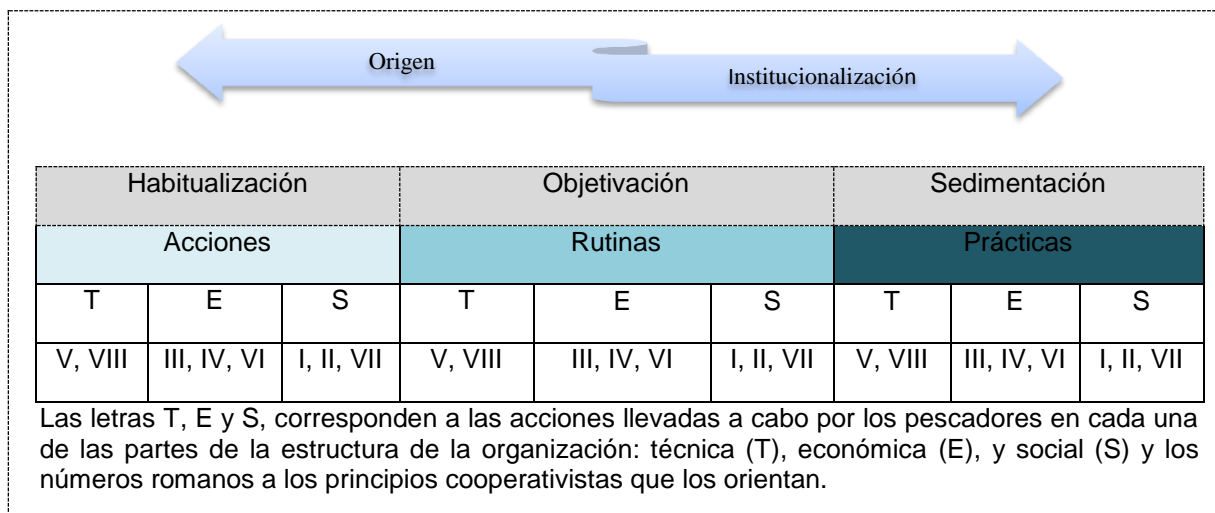 Origen
Institucionalización
Habitualización Objetivación Sedimentación
Acciones Rutinas Prácticas
T E S T E S T E S
V, VIII III, IV, VI I, II, VII V, VIII III, IV, VI I, II, VII V, VIII III, IV, VI I, II, VII
Las letras T, E y S, corresponden a las acciones llevadas a cabo por los pescadores en cada una
de las partes de la estructura de la organización: técnica (T), económica (E), y social (S) y los
números romanos a los principios cooperativistas que los orientan.